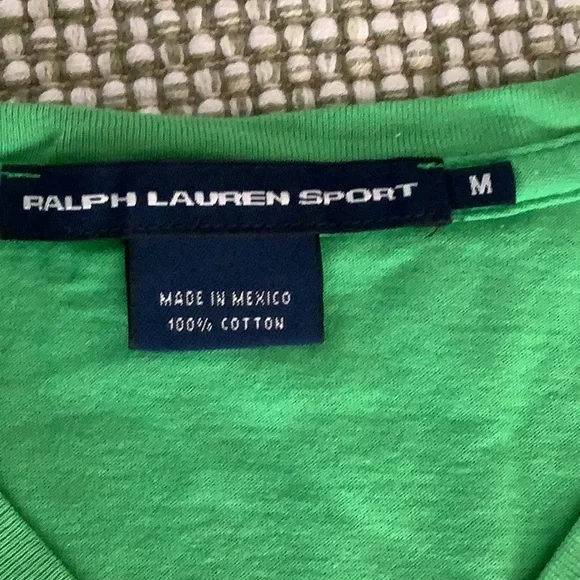 RALPH LAUREN SPORT
M
MADE IN MEXICO
100% COTTON